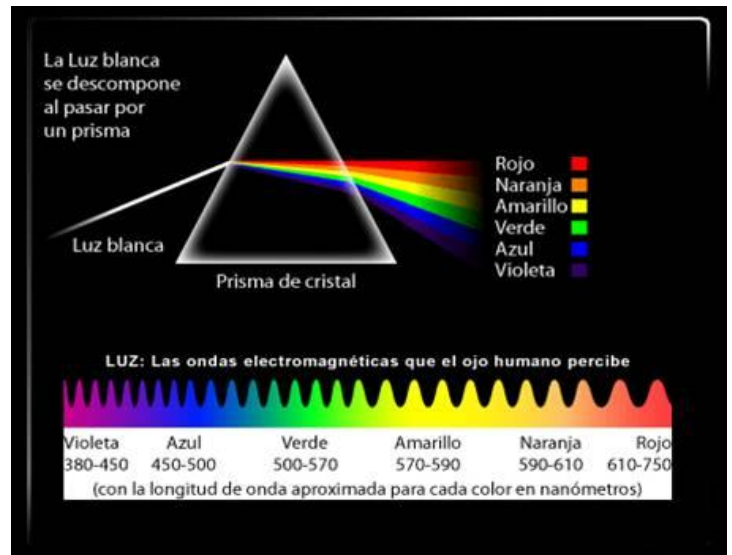 La Luz blanca
se descompone
al pasar por
un prisma
Luz blanca
Prisma de cristal
Rojo
Naranja
Amarillo
Verde
Azul
Violeta
LUZ: Las ondas electromagnéticas que el ojo humano percibe
Violeta Azul Verde Amarillo Naranja Rojo
380-450 450-500 500-570 570-590 590-610 610-750
(con la longitud de onda aproximada para cada color en nanómetros)